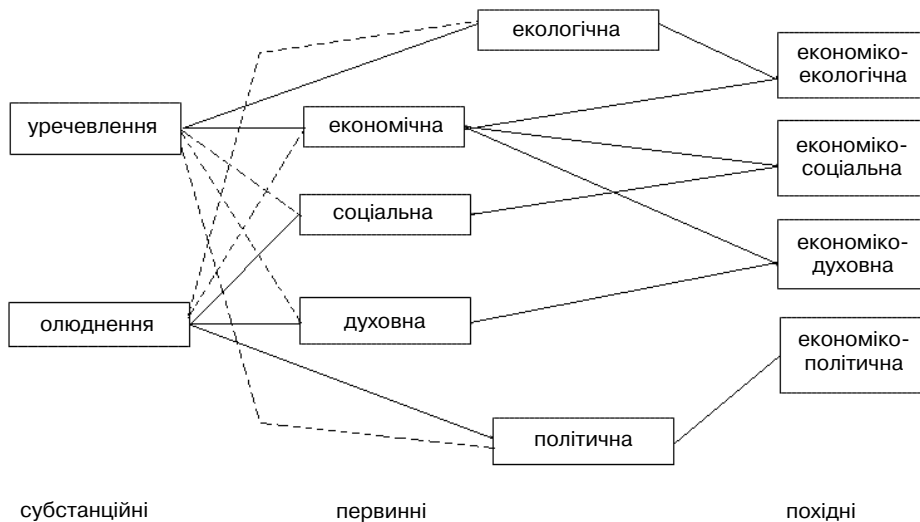 екологічна
економіко-
екологічна
уречевлення
економічна
економіко-
соціальна
соціальна
економіко-
духовна
олюднення
духовна
економіко-
політична
політична
субстанційні
первинні
похідні